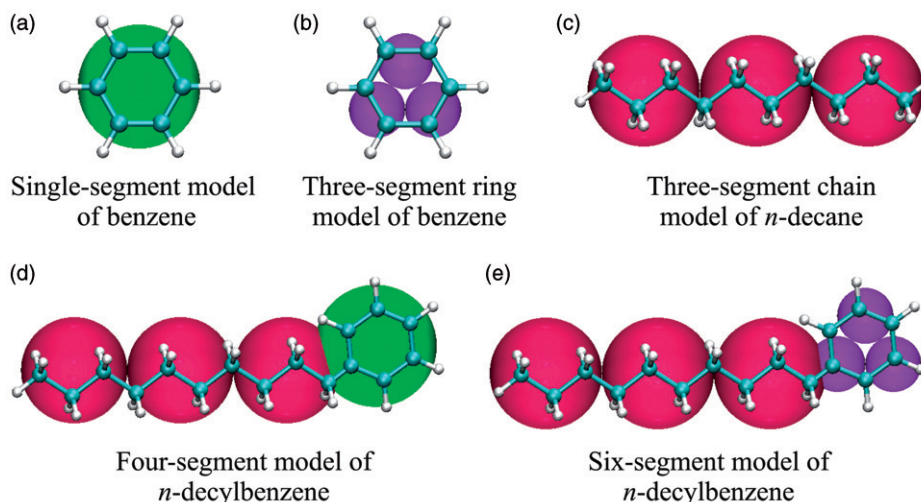 (a)
Single-segment model
of benzene
(b)
Three-segment ring
model of benzene
(c)
Three-segment chain
model of n-decane
(d)
Four-segment model of
n-decylbenzene
(e)
Six-segment model of
n-decylbenzene